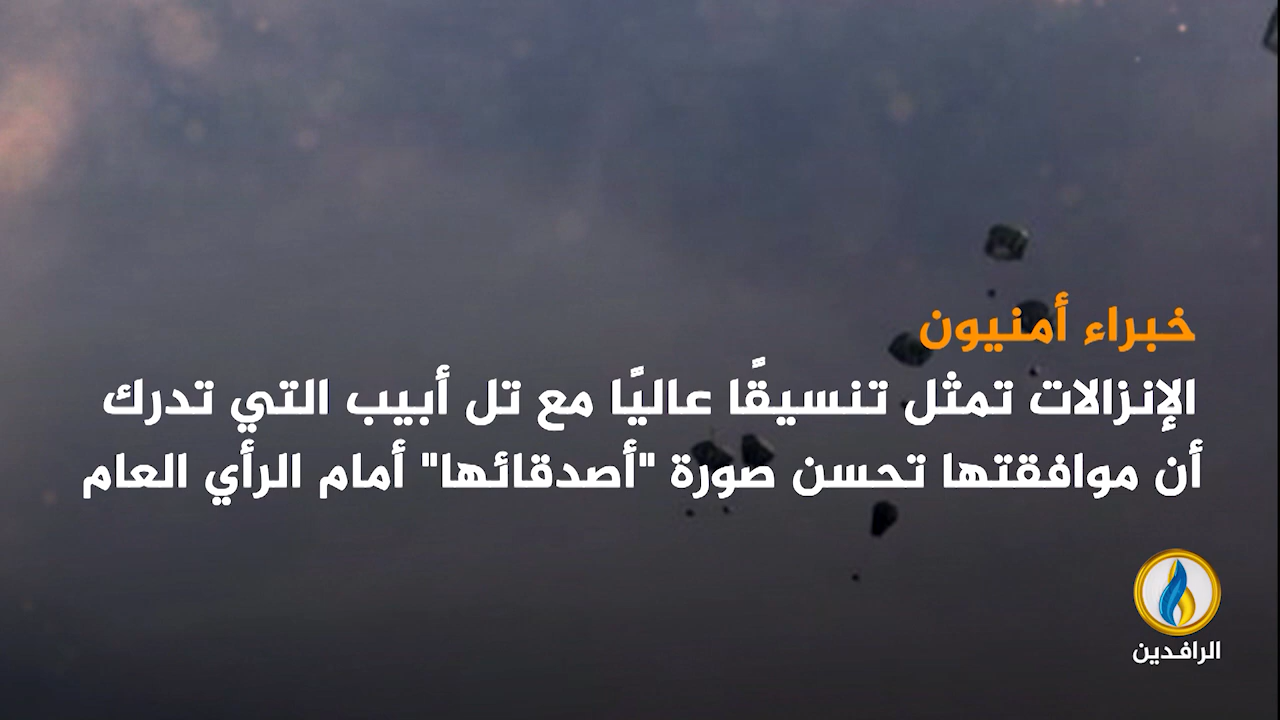 خبراء أمنيون
الإنزالات تمثل تنسيقًا عاليًا مع تل أبيب التي تدرك
أن موافقتها تحسن صورة "أصدقائها" أمام الرأي العام
الرافدين